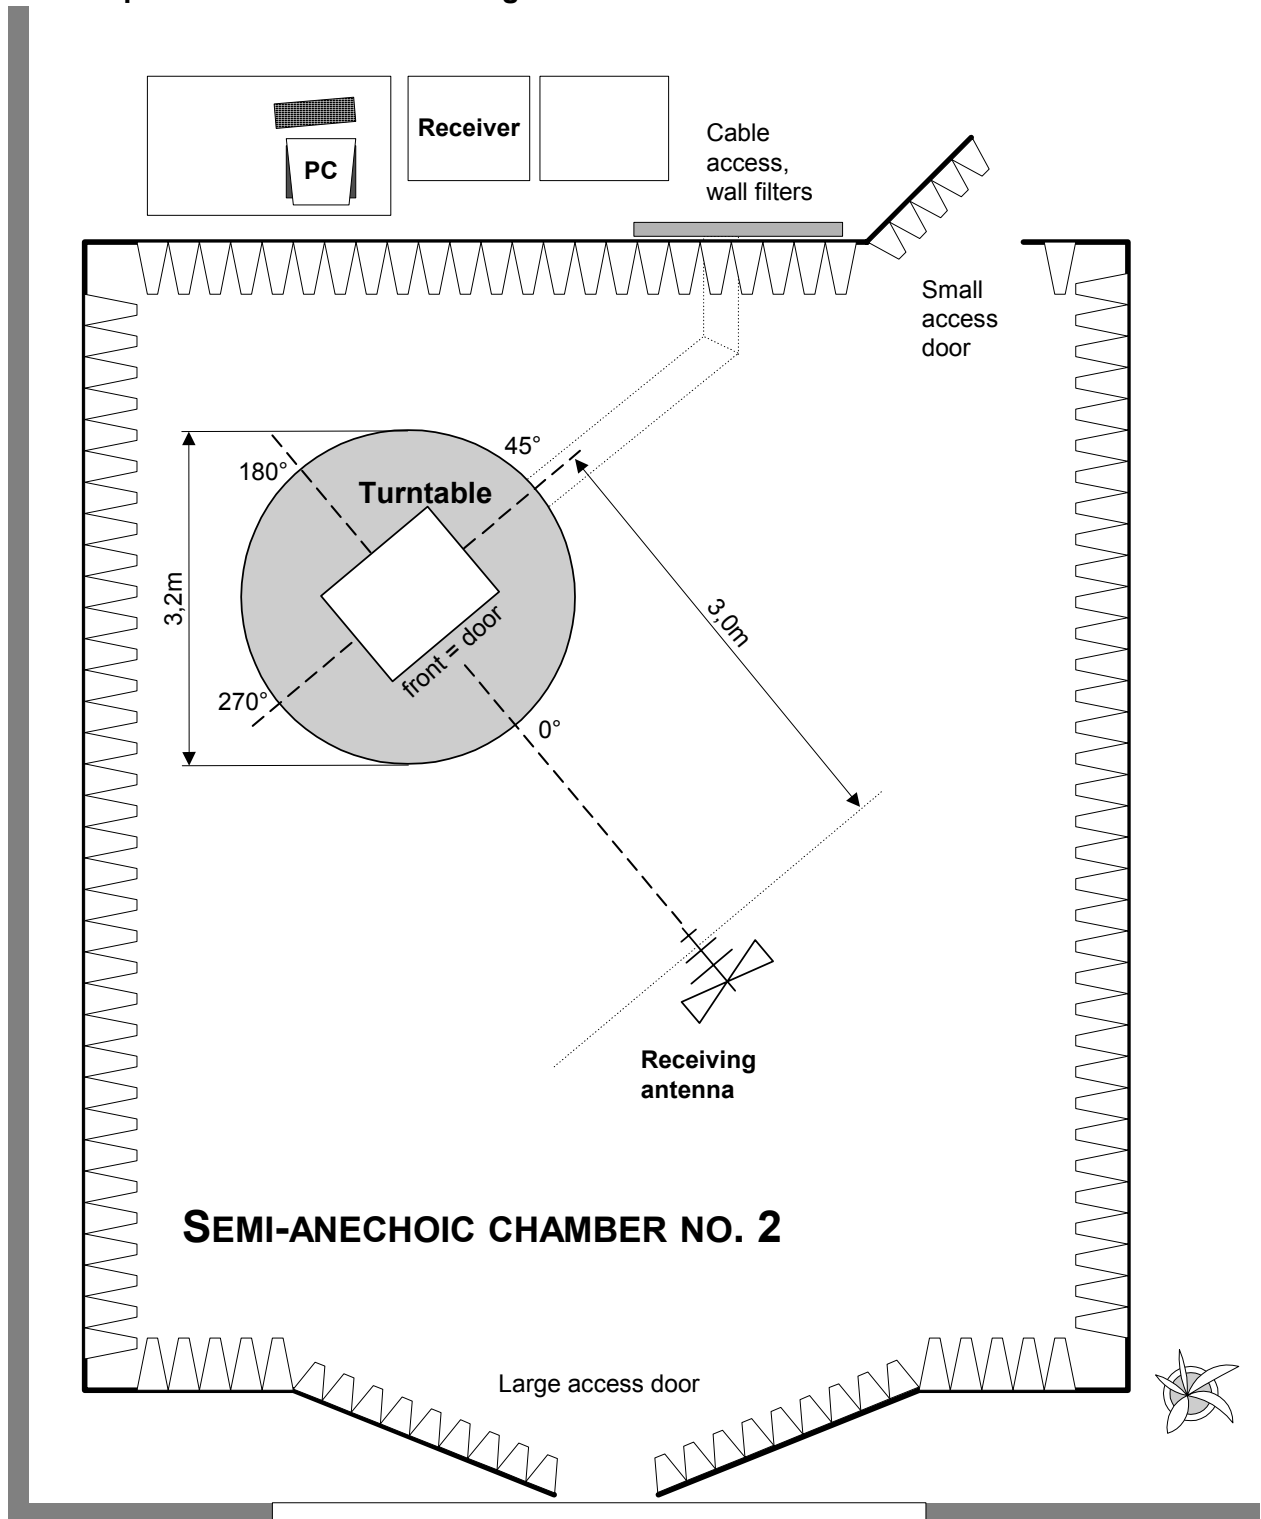 Receiver
PC
Cable
access,
wall filters
Small
access
door
45°
180°
Turntable
3,2m
3,0m
front = door
270°
0°
Receiving
antenna
SEMI-ANECHOIC CHAMBER NO. 2
Large access door